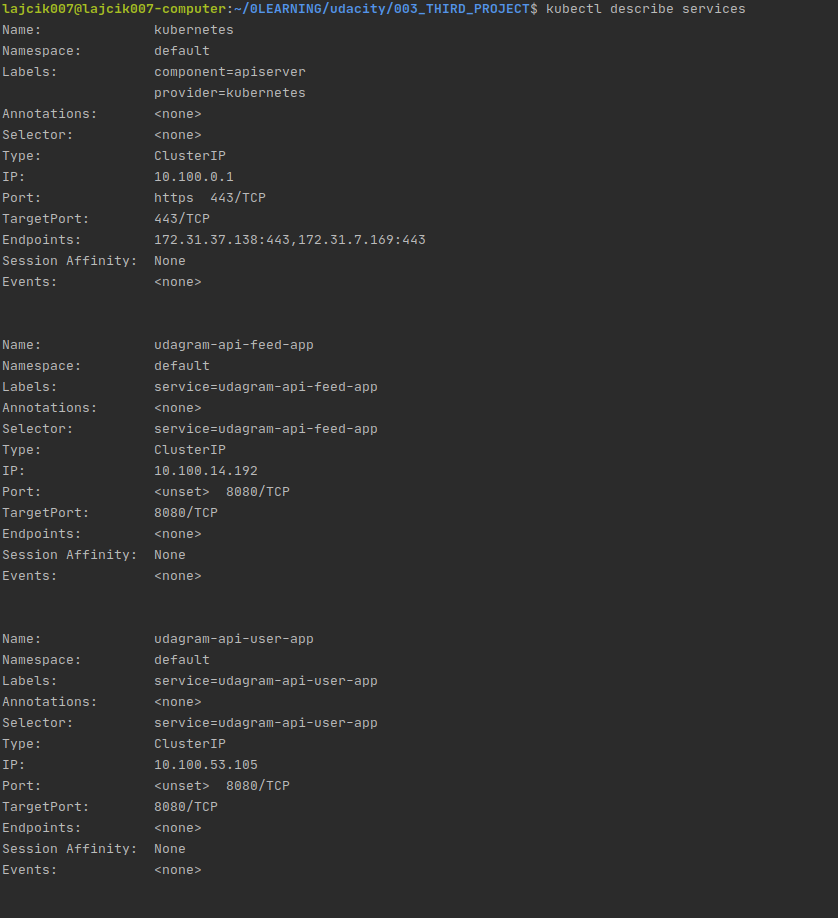 lajcik007@lajcik007-computer:~/0LEARNING/udacity/003_THIRD_PROJECT$ kubectl describe services
Name:              kubernetes
Namespace:         default
Labels:            component=apiserver
                   provider=kubernetes
Annotations:       <none>
Selector:          <none>
Type:              ClusterIP
IP:                10.100.0.1
Port:              https  443/TCP
TargetPort:        443/TCP
Endpoints:         172.31.37.138:443,172.31.7.169:443
Session Affinity:  None
Events:            <none>
Name:              udagram-api-feed-app
Namespace:         default
Labels:            service=udagram-api-feed-app
Annotations:       <none>
Selector:          service=udagram-api-feed-app
Type:              ClusterIP
IP:                10.100.14.192
Port:              <unset>  8080/TCP
TargetPort:        8080/TCP
Endpoints:         <none>
Session Affinity:  None
Events:            <none>
Name:              udagram-api-user-app
Namespace:         default
Labels:            service=udagram-api-user-app
Annotations:       <none>
Selector:          service=udagram-api-user-app
Type:              ClusterIP
IP:                10.100.53.105
Port:              <unset>  8080/TCP
TargetPort:        8080/TCP
Endpoints:         <none>
Session Affinity:  None
Events:            <none>